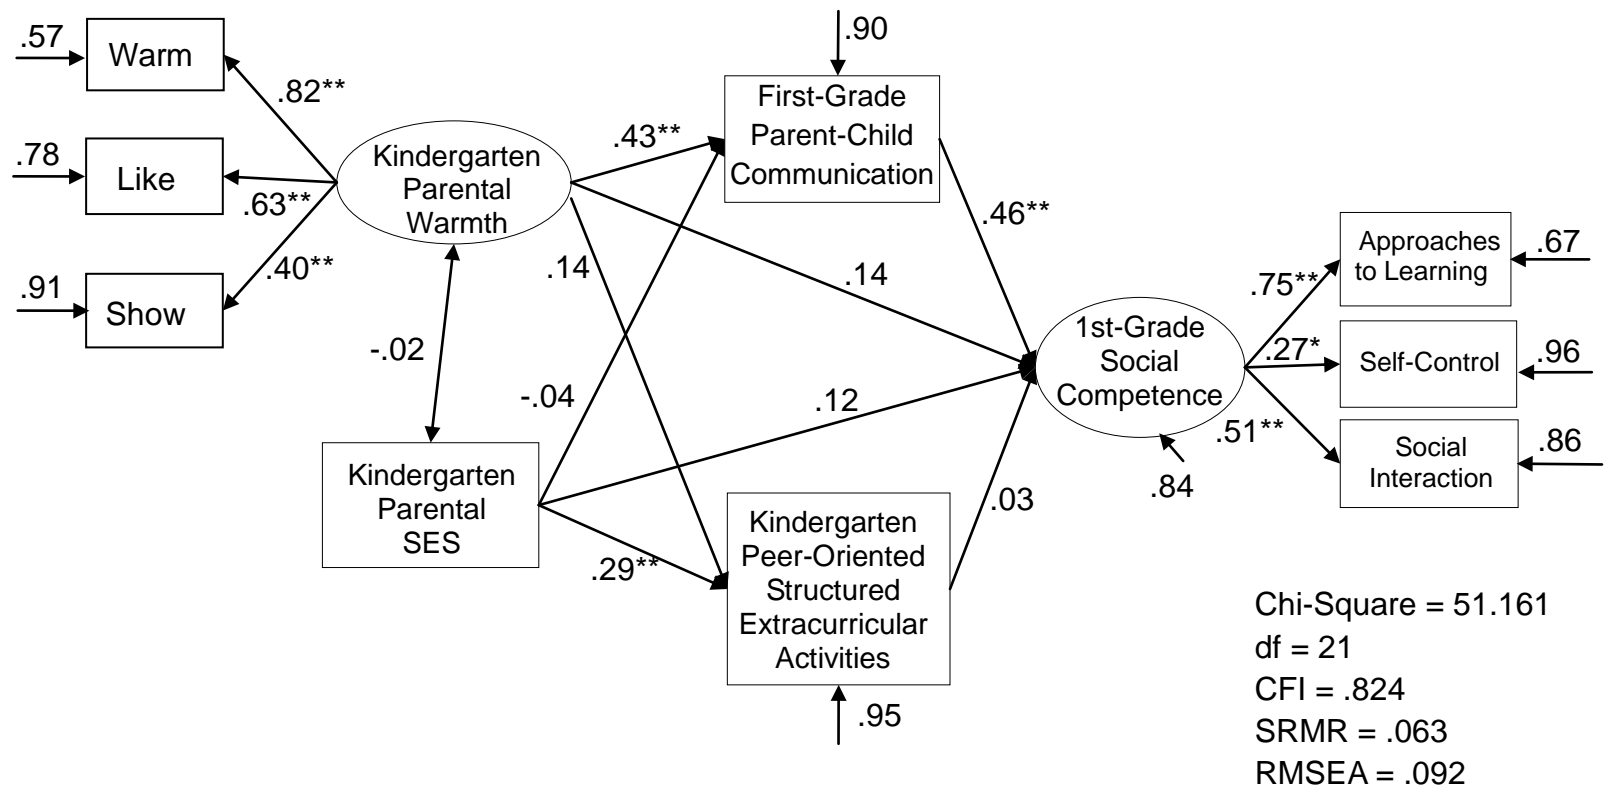 .57
Warm
.82**
.78
Like
.63**
.91
Show
.40**
Kindergarten
Parental
Warmth
-.02
Kindergarten
Parental
SES
.43**
.14
.14
-.04
.12
.29**
.90
First-Grade
Parent-Child
Communication
.46**
Kindergarten
Peer-Oriented
Structured
Extracurricular
Activities
.95
.03
1st-Grade
Social
Competence
.84
.75**
.27*
.51**
Approaches
to Learning
.67
Self-Control
.96
Social
Interaction
.86
Chi-Square = 51.161
df = 21
CFI = .824
SRMR = .063
RMSEA = .092